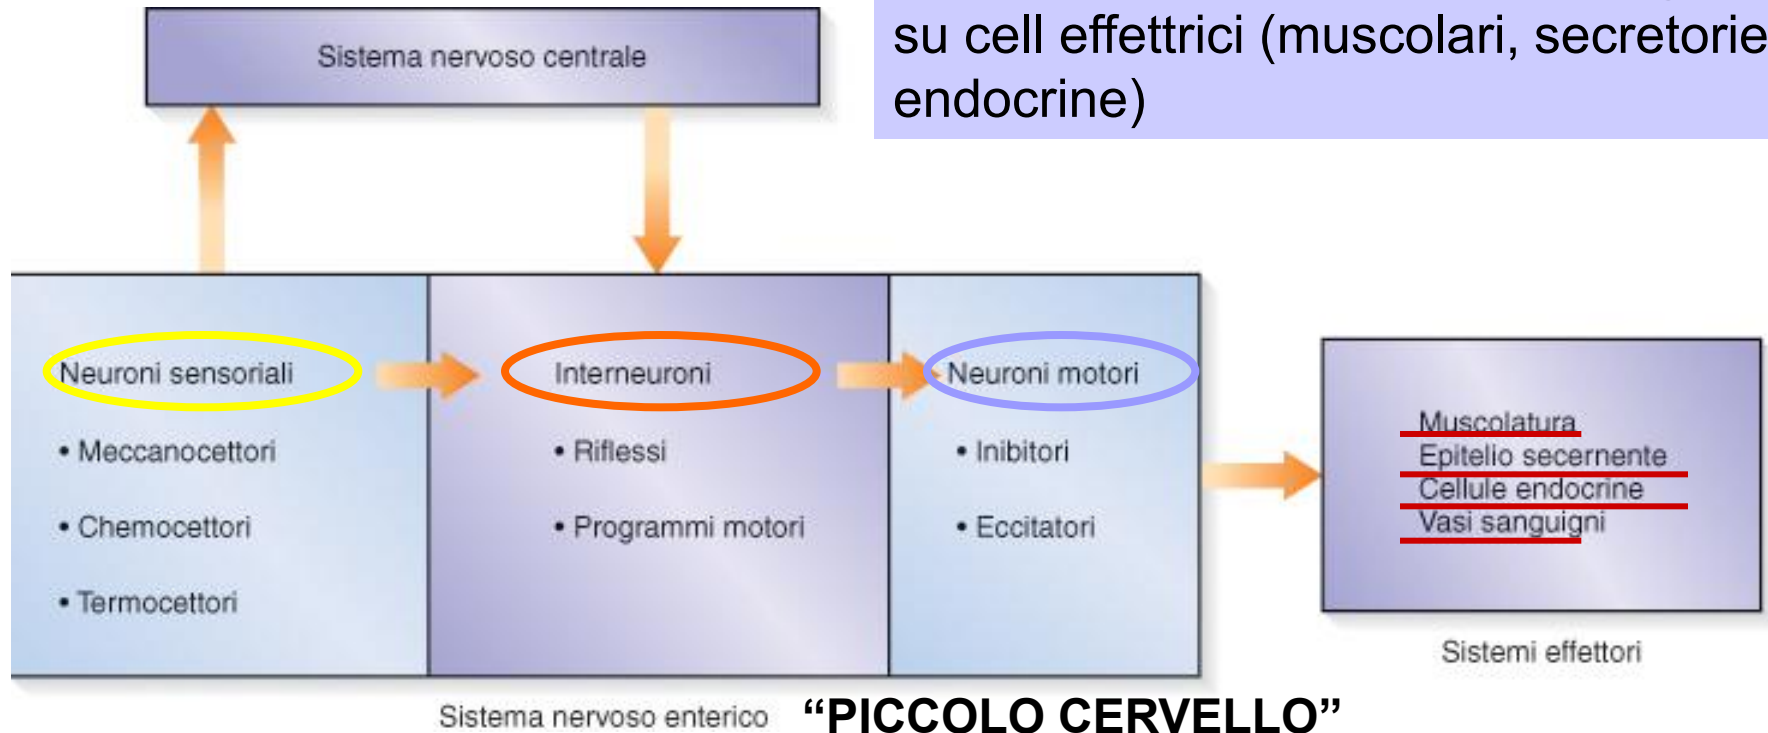 su cell effettrici (muscolari, secretorie
endocrine)
Sistema nervoso centrale
Neuroni sensoriali
• Meccanocettori
• Chemocettori
• Termocettori
Interneuroni
• Riflessi
• Programmi motori
Neuroni motori
• Inibitori
• Eccitatori
Muscolatura
Epitelio secernente
Cellule endocrine
Vasi sanguigni
Sistemi effettori
Sistema nervoso enterico “PICCOLO CERVELLO”